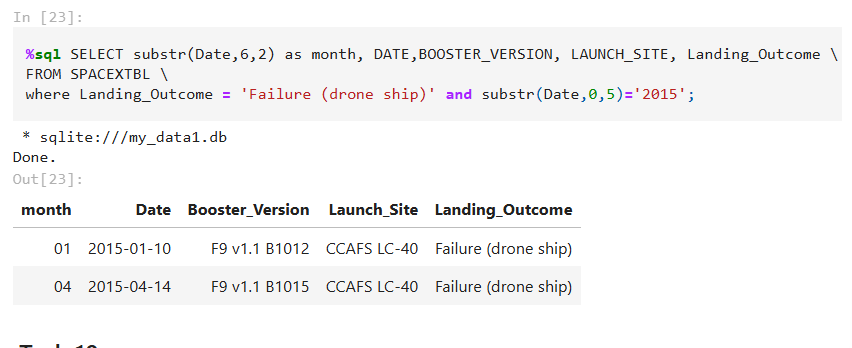 In [23]:
%sql SELECT substr(Date,6,2) as month, DATE,BOOSTER_VERSION, LAUNCH_SITE, Landing_Outcome \
FROM SPACEXTBL \
where Landing_Outcome = 'Failure (drone ship)' and substr(Date,0,5)='2015';
* sqlite:///my_data1.db
Done.
Out[23]:
month Date Booster_Version Launch_Site Landing_Outcome
01 2015-01-10 F9 v1.1 B1012 CCAFS LC-40 Failure (drone ship)
04 2015-04-14 F9 v1.1 B1015 CCAFS LC-40 Failure (drone ship)